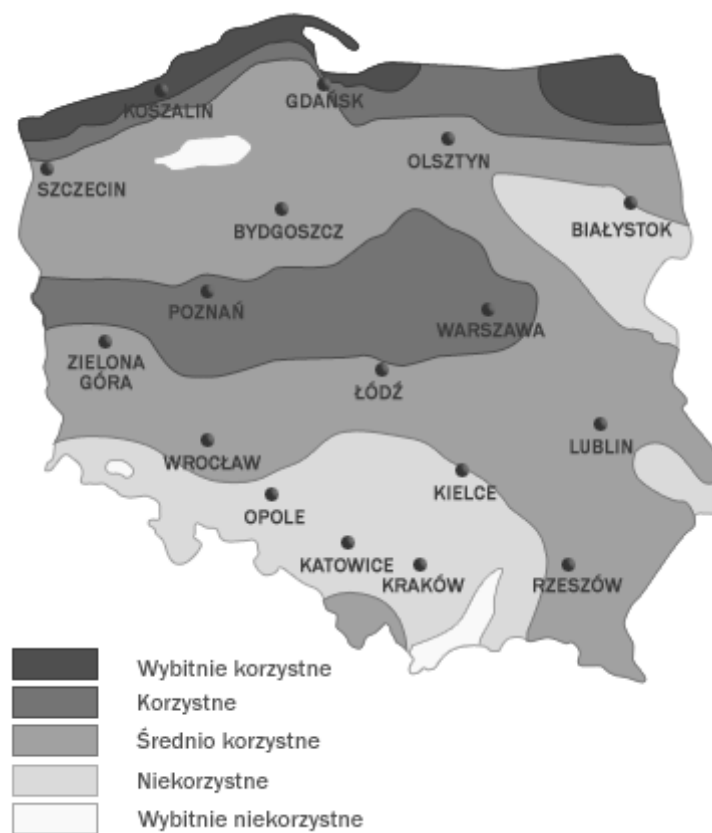 KOSZALIN
GDAŃSK
OLSZTYN
SZCZECIN
BIAŁYSTOK
BYDGOSZCZ
POZNAŃ
WARSZAWA
ZIELONA
GÓRA
ŁÓDŹ
LUBLIN
WROCŁAW
KIELCE
OPOLE
KATOWICE
KRAKÓW
RZESZÓW
Wybitnie korzystne
Korzystne
Średnio korzystne
Niekorzystne
Wybitnie niekorzystne